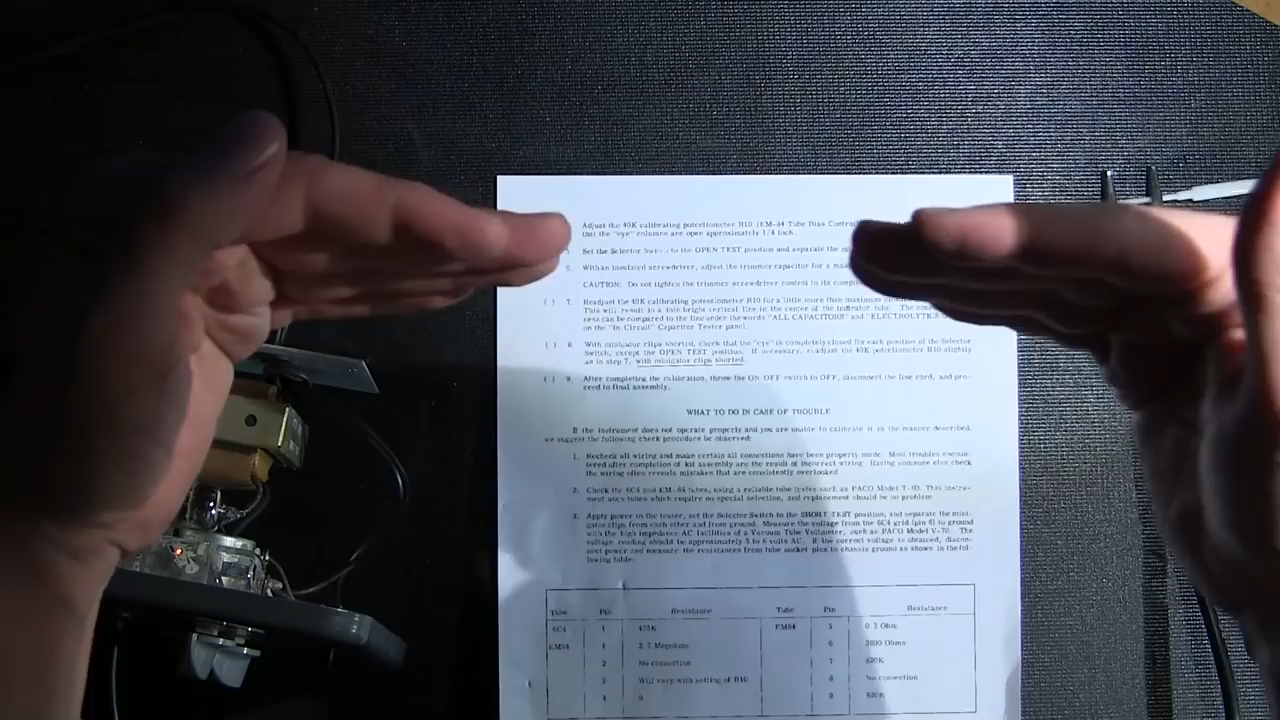 Adjust the 40K calibrating potentiometer R10 (EM-84 Tube Bias Control)
that the "eye" columns are open approximately 1/4 inch.
Set the Selector to the OPEN TEST position and separate the
6. With an insulated screwdriver, adjust the trimmer capacitor for a
CAUTION: Do not tighten the trimmer screwdriver control to its
( ) 7. Readjust the 40K calibrating potentiometer R10 for a little more than maximum
This will result in a thin bright vertical line in the center of the indicator tube. The
ness can be compared to the line under the words "ALL CAPACITORS" and "ELECTROLYTICS
on the "In Circuit" Capacitor Tester panel.
( ) 8. With minigator clips shorted, check that the "eye" is completely closed for each position of the Selector
Switch, except the OPEN TEST position. If necessary, readjust the 40K potentiometer R10 slightly
as in step 7, with minigator clips shorted.
( ) 9. After completing the calibration, throw the ON OFF switch to OFF, disconnect the line cord, and pro-
ceed to final assembly.
WHAT TO DO IN CASE OF TROUBLE
If the instrument does not operate properly and you are unable to calibrate it in the manner described,
we suggest the following check procedure be observed:
1. Recheck all wiring and make certain all connections have been properly made. Most troubles encoun-
tered after completion of kit assembly are the result of incorrect wiring. Having someone else check
the wiring often reveals mistakes that are consistently overlooked
2. Check the 6C4 and EM-84 tubes, using a reliable tube tester such as PACO Model T-60. This instru-
ment uses tubes which require no special selection, and replacement should be no problem
3. Apply power to the tester, set the Selector Switch to the SHORT TEST position, and separate the mini-
gator clips from each other and from ground. Measure the voltage from the 6C4 grid (pin 6) to ground
with the high impedance AC facilities of a Vacuum Tube Voltmeter, such as PACO Model V-70. The
voltage reading should be approximately 5 to 6 volts AC. If the correct voltage is obtained, discon-
nect power and measure the resistances from tube socket pins to chassis ground as shown in the fol-
lowing table:
Tube Pin Resistance Tube Pin Resistance
6C4 1 475K EM84 5 0.5 Ohm
EM84 1 2.7 Megohms 6 2600 Ohms
2 No connection 7 620K
Will vary with setting of R10 8 No connection
4 0 9 820K